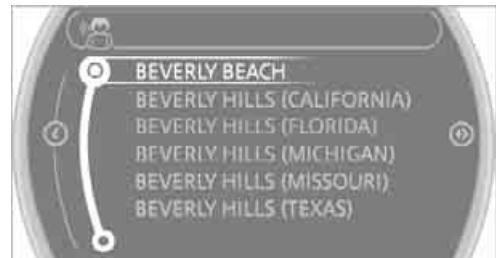 BEVERLY BEACH
BEVERLY HILLS (CALIFORNIA)
BEVERLY HILLS (FLORIDA)
BEVERLY HILLS (MICHIGAN)
BEVERLY HILLS (MISSOURI)
BEVERLY HILLS (TEXAS)